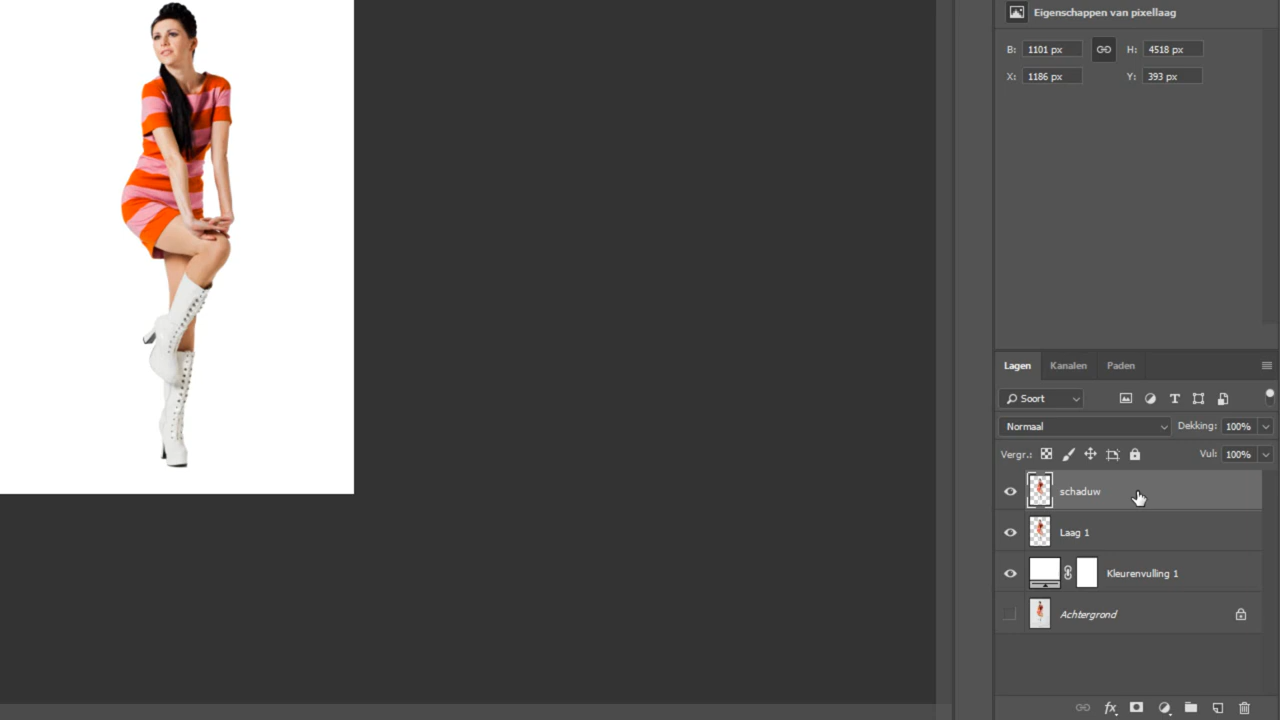 Eigenschappen van pixellaag
B: 1101 px H: 4518 px
X: 1186 px Y: 393 px
Lagen Kanalen Paden
Soort
Normaal Dekking: 100%
Vergr.: Vul: 100%
schaduw
Laag 1
Kleurenvulling 1
Achtergrond
fx